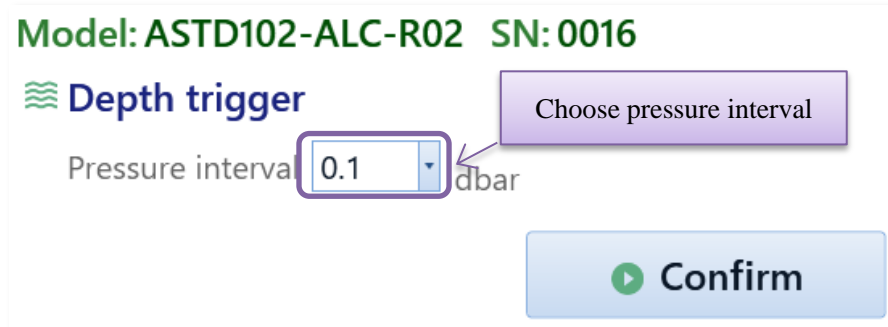 Model: ASTD102-ALC-R02 SN: 0016
Depth trigger
Choose pressure interval
Pressure interval 0.1 dbar
Confirm